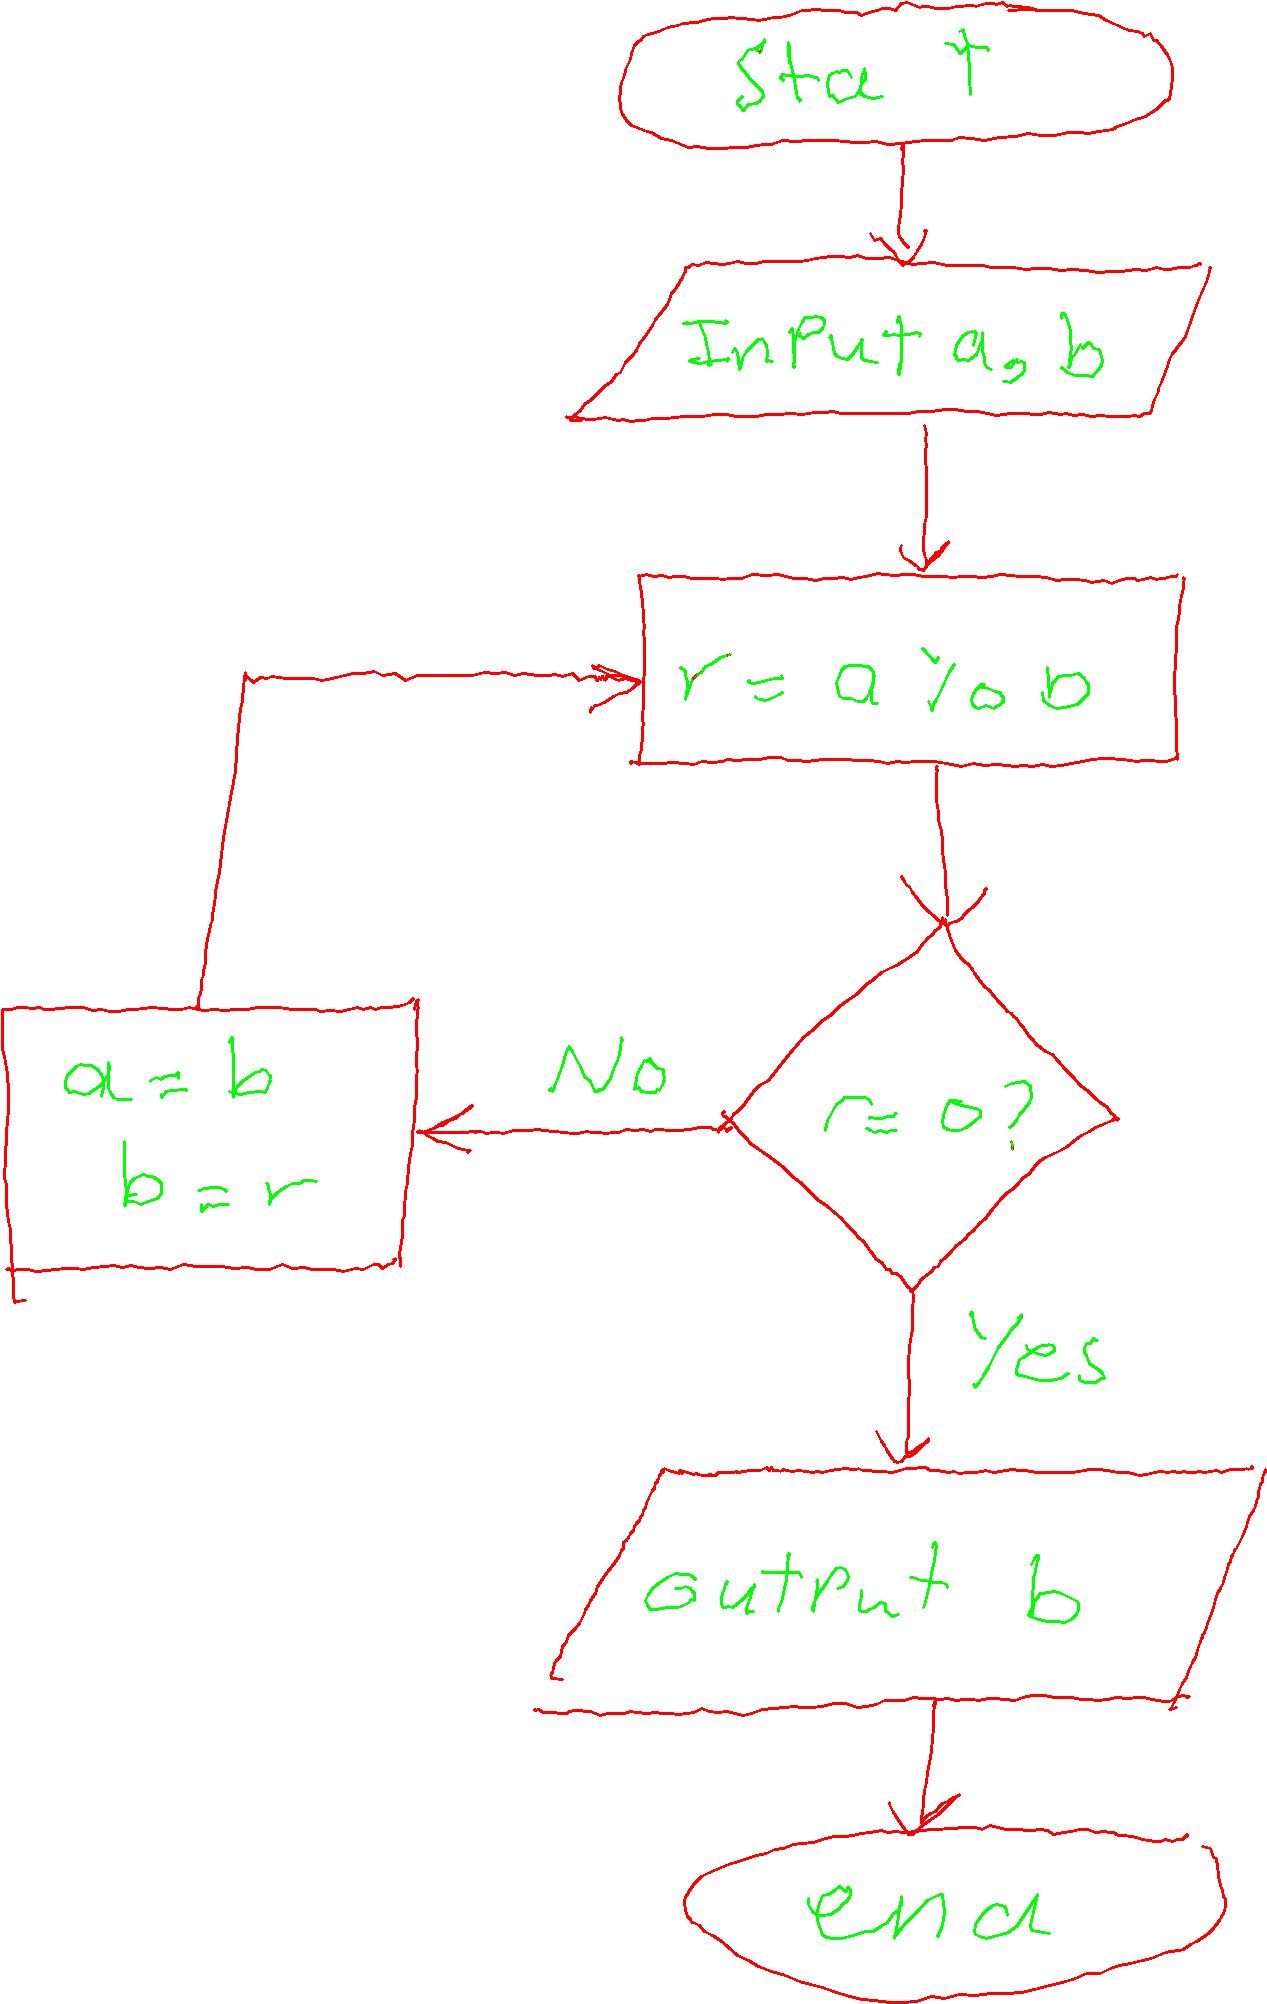 Sta t
Input a, b
r = a % b
No
r = 0?
a = b
b = r
Yes
output b
end